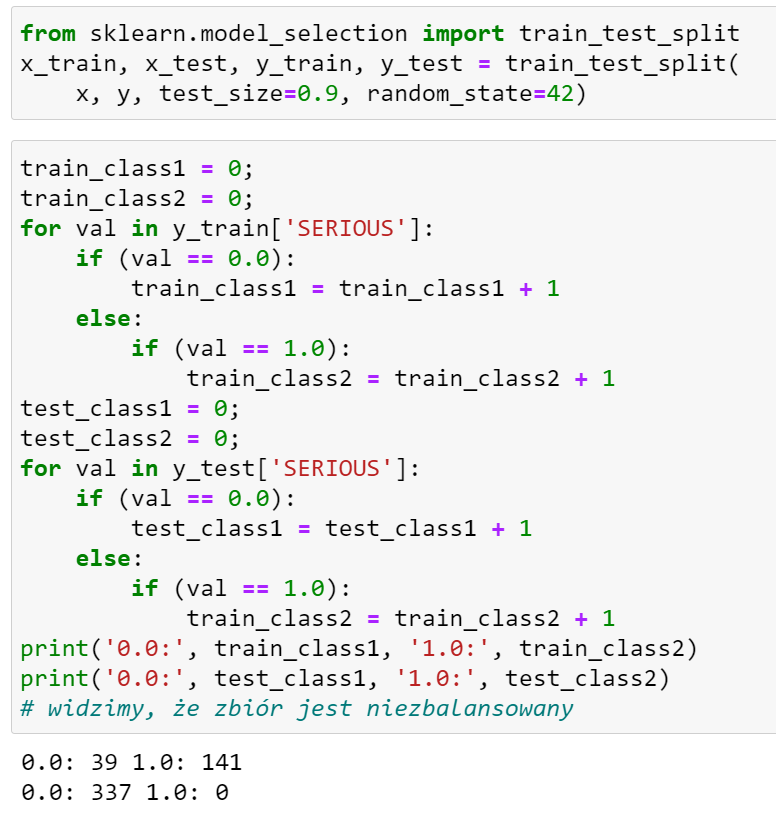 from sklearn.model_selection import train_test_split
x_train, x_test, y_train, y_test = train_test_split(
    x, y, test_size=0.9, random_state=42)
train_class1 = 0;
train_class2 = 0;
for val in y_train['SERIOUS']:
    if (val == 0.0):
        train_class1 = train_class1 + 1
    else:
        if (val == 1.0):
            train_class2 = train_class2 + 1
test_class1 = 0;
test_class2 = 0;
for val in y_test['SERIOUS']:
    if (val == 0.0):
        test_class1 = test_class1 + 1
    else:
        if (val == 1.0):
            train_class2 = train_class2 + 1
print('0.0:', train_class1, '1.0:', train_class2)
print('0.0:', test_class1, '1.0:', test_class2)
# widzimy, że zbiór jest niezbalansowany
0.0: 39 1.0: 141
0.0: 337 1.0: 0